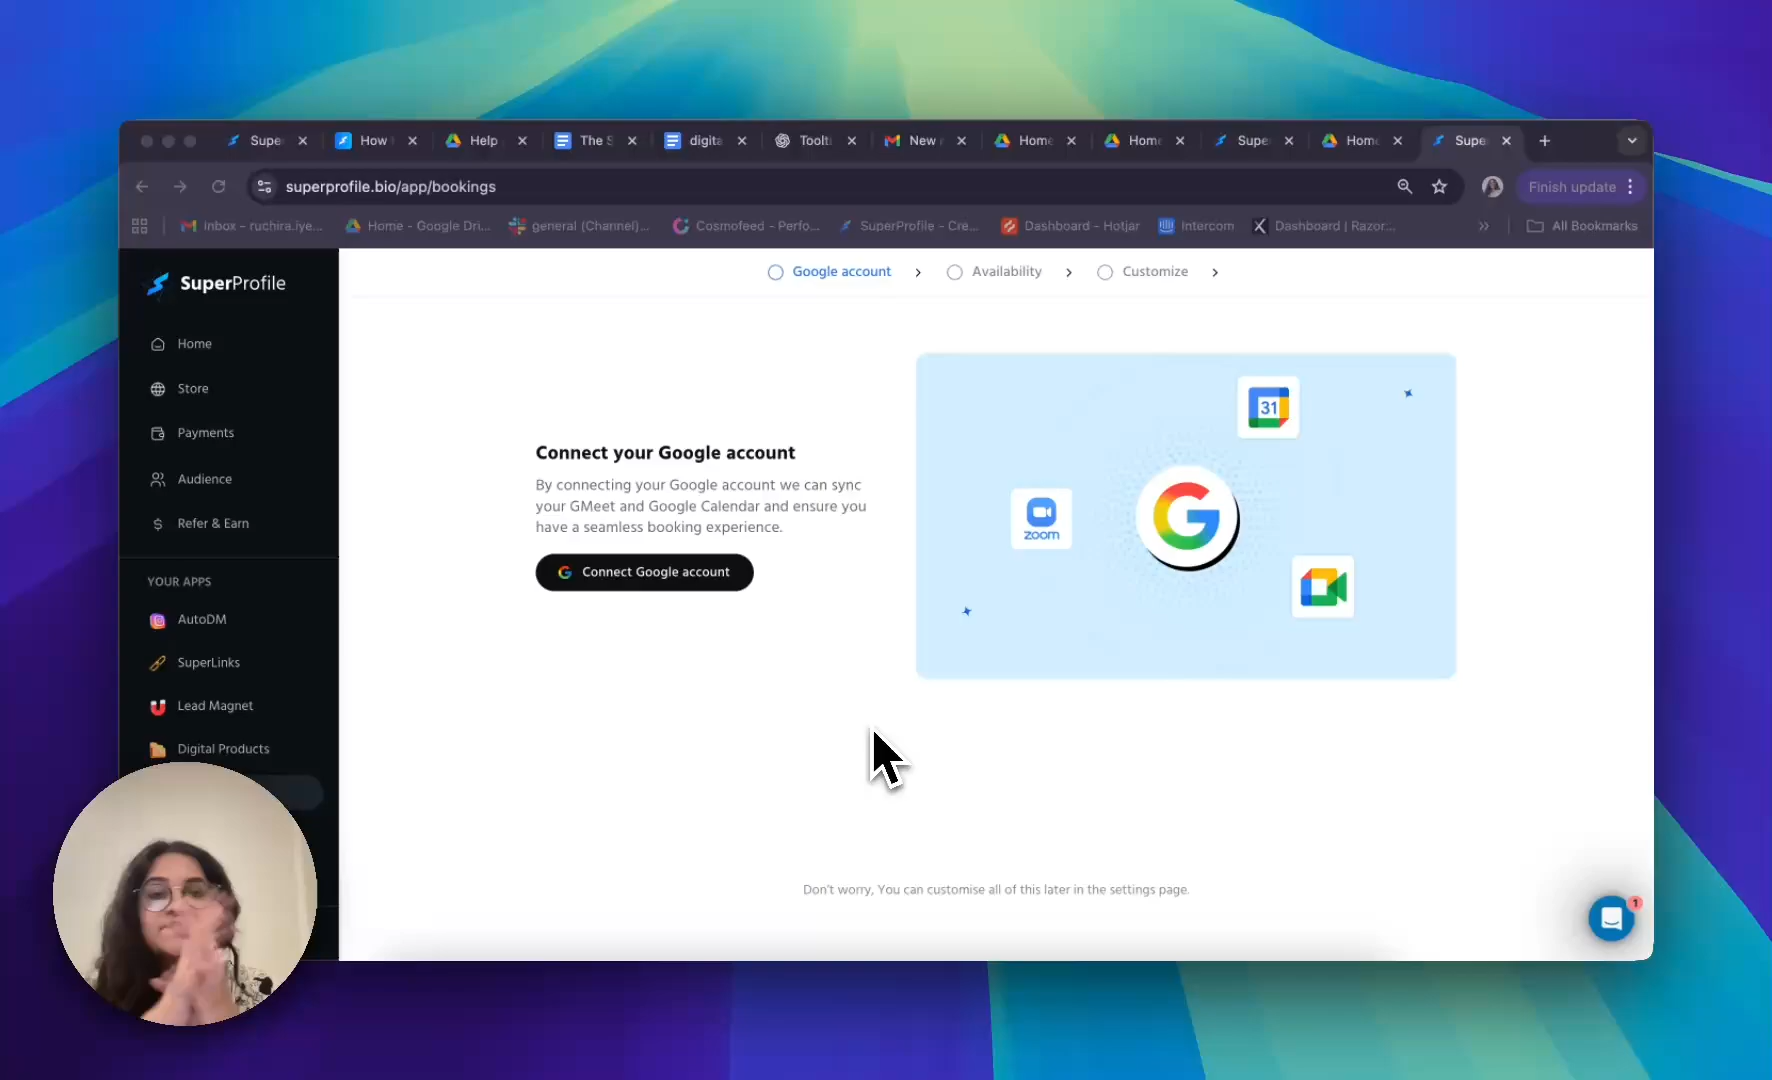 Super
How
Help
The S
digita
Toolti
New r
Home
Home
Super
Home
Super
superprofile.bio/app/bookings
Finish update
Inbox - ruchira.iye...
Home - Google Dri...
general (Channel)...
Cosmofeed - Perfo...
SuperProfile - Cre...
Dashboard - Hotjar
Intercom
Dashboard | Razor...
All Bookmarks
SuperProfile
Google account
Availability
Customize
Home
Store
Payments
Audience
Refer & Earn
YOUR APPS
AutoDM
SuperLinks
Lead Magnet
Digital Products
Connect your Google account
By connecting your Google account we can sync
your GMeet and Google Calendar and ensure you
have a seamless booking experience.
Connect Google account
31
zoom
Don't worry, You can customise all of this later in the settings page.
1